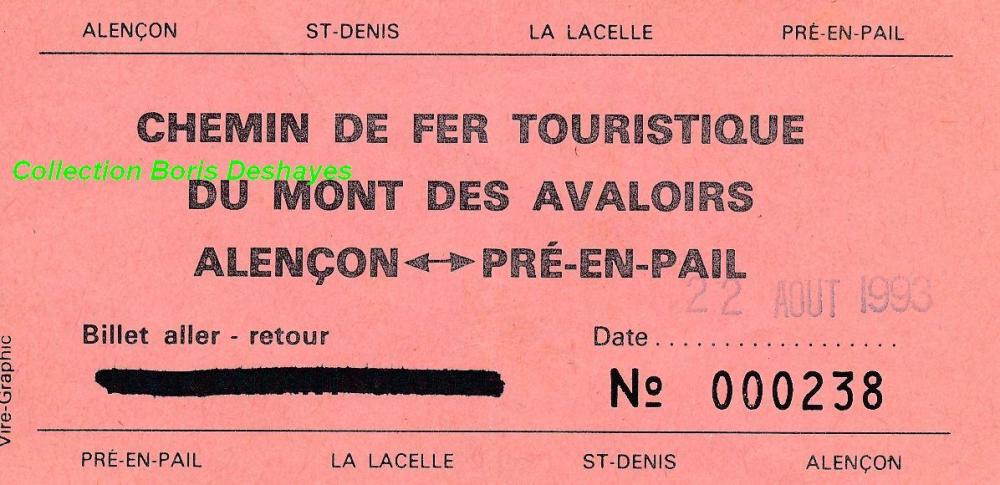 ALENÇON ST-DENIS LA LACELLE PRÉ-EN-PAIL
CHEMIN DE FER TOURISTIQUE
Collection Boris Deshayes
DU MONT DES AVALOIRS
ALENÇON ↔ PRÉ-EN-PAIL
22 AOUT 1993
Billet aller - retour Date....................
Nº 000238
Vire-Graphic
PRÉ-EN-PAIL LA LACELLE ST-DENIS ALENÇON